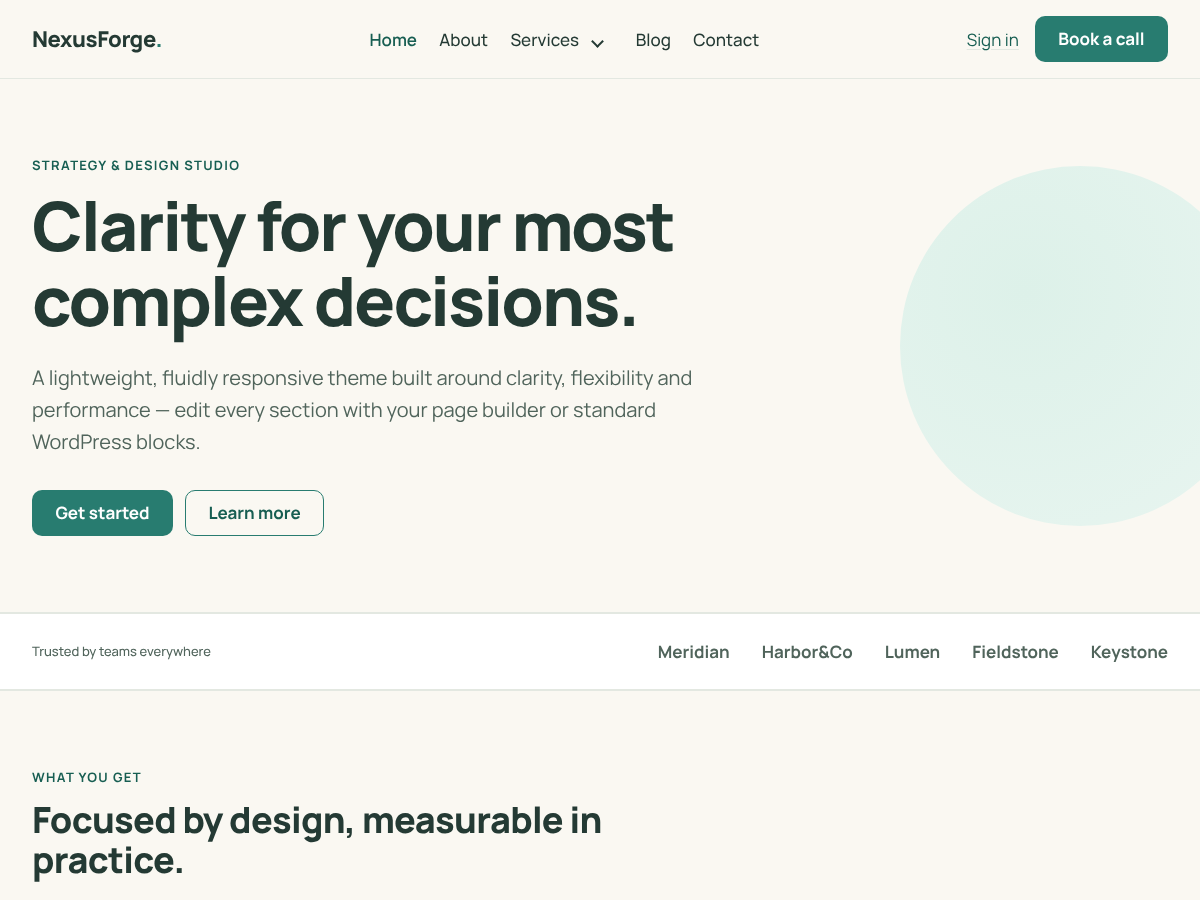 NexusForge.
Home About Services Blog Contact
Sign in
Book a call
STRATEGY & DESIGN STUDIO
Clarity for your most
complex decisions.
A lightweight, fluidly responsive theme built around clarity, flexibility and
performance — edit every section with your page builder or standard
WordPress blocks.
Get started
Learn more
Trusted by teams everywhere
Meridian Harbor&Co Lumen Fieldstone Keystone
WHAT YOU GET
Focused by design, measurable in
practice.